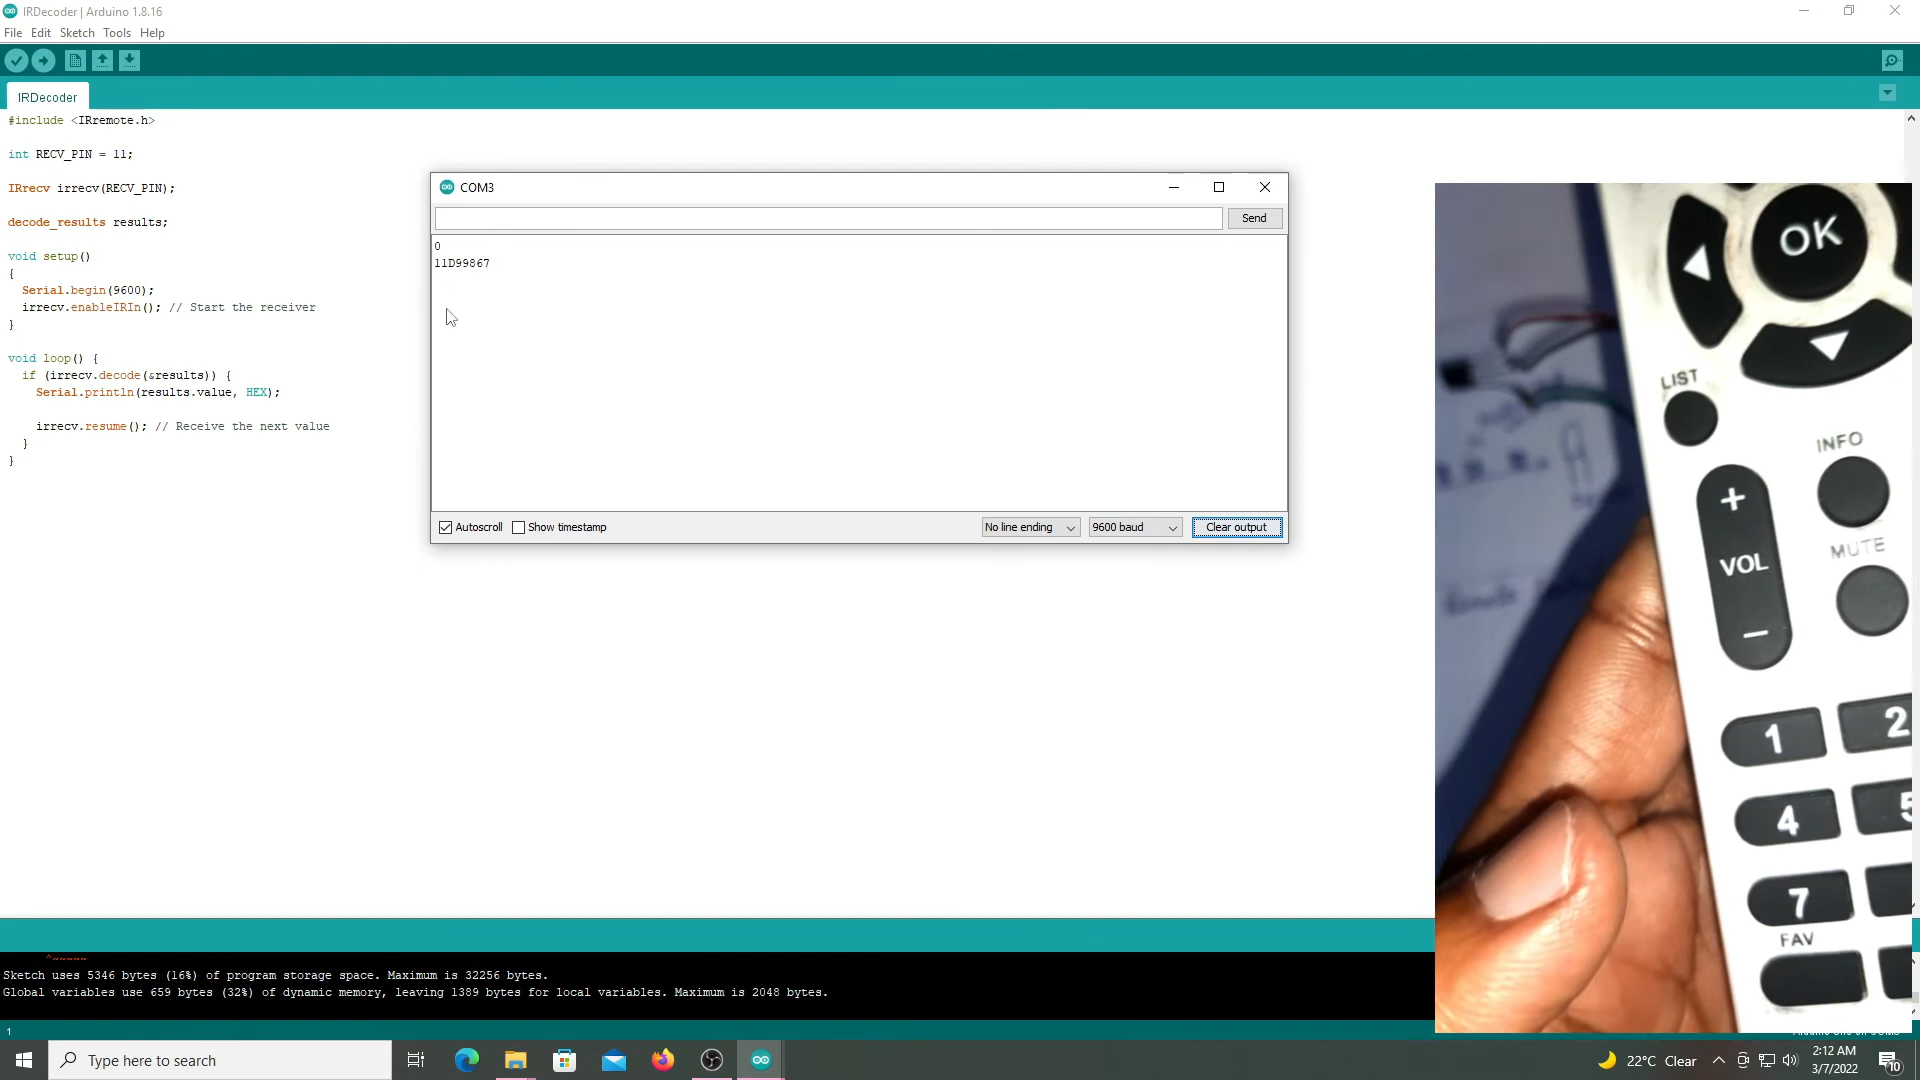 IRDecoder | Arduino 1.8.16
File Edit Sketch Tools Help
IRDecoder
#include <IRremote.h>
int RECV_PIN = 11;
IRrecv irrecv(RECV_PIN);
decode_results results;
void setup()
{
Serial.begin(9600);
irrecv.enableIRIn(); // Start the receiver
}
void loop() {
if (irrecv.decode(&results)) {
Serial.println(results.value, HEX);
irrecv.resume(); // Receive the next value
}
}
COM3
Send
0
11D99867
Autoscroll Show timestamp No line ending 9600 baud Clear output
OK
LIST
INFO
+
VOL
MUTE
-
1 2
4 5
7
FAV
^~~~~~
Sketch uses 5346 bytes (16%) of program storage space. Maximum is 32256 bytes.
Global variables use 659 bytes (32%) of dynamic memory, leaving 1389 bytes for local variables. Maximum is 2048 bytes.
1
Type here to search
22°C Clear
2:12 AM
3/7/2022
10